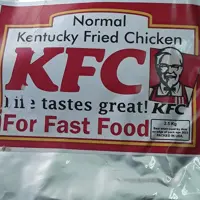 Normal
Kentucky Fried Chicken
KFC
tastes great!
KFC
For Fast Food